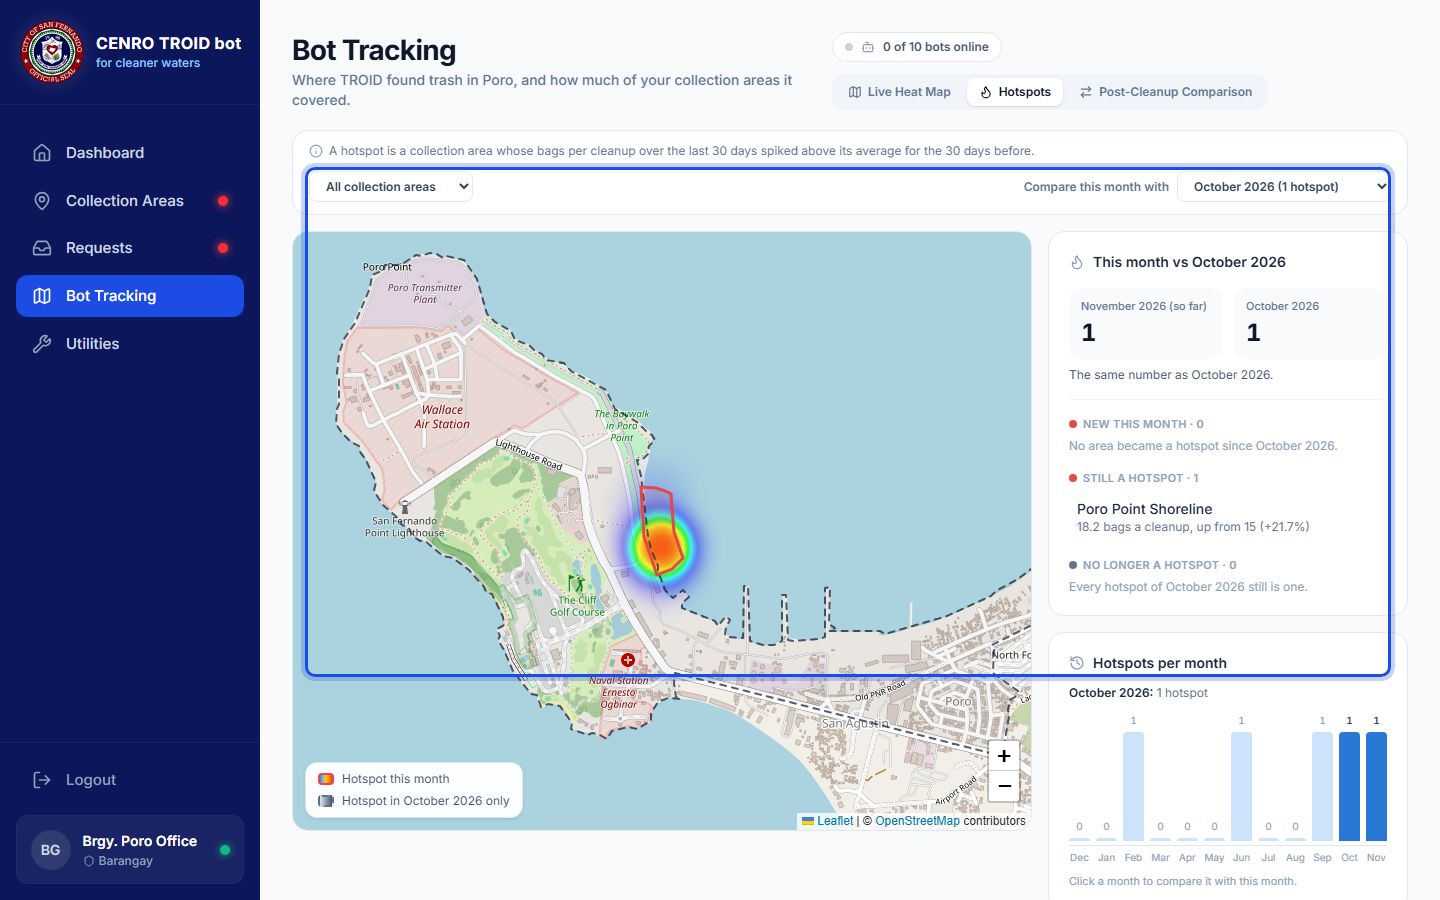 CITY OF SAN FERNANDO
OFFICIAL SEAL
CENRO TROID bot
for cleaner waters
Dashboard
Collection Areas
Requests
Bot Tracking
Utilities
Logout
BG
Brgy. Poro Office
Barangay
Bot Tracking
Where TROID found trash in Poro, and how much of your collection areas it
covered.
0 of 10 bots online
Live Heat Map
Hotspots
Post-Cleanup Comparison
A hotspot is a collection area whose bags per cleanup over the last 30 days spiked above its average for the 30 days before.
All collection areas
Compare this month with
October 2026 (1 hotspot)
Poro Point
Poro Transmitter
Plant
Wallace
Air Station
The Baywalk
in Poro
Point
Lighthouse Road
San Fernando
Point Lighthouse
The Cliff
Golf Course
Naval Station
Ernesto
Ogbinar
North Fo
Old PNR Road
Poro
San Agustin
Airport Road
+
−
Hotspot this month
Hotspot in October 2026 only
Leaflet | © OpenStreetMap contributors
This month vs October 2026
November 2026 (so far)
1
October 2026
1
The same number as October 2026.
NEW THIS MONTH · 0
No area became a hotspot since October 2026.
STILL A HOTSPOT · 1
Poro Point Shoreline
18.2 bags a cleanup, up from 15 (+21.7%)
NO LONGER A HOTSPOT · 0
Every hotspot of October 2026 still is one.
Hotspots per month
October 2026: 1 hotspot
0 0 1 0 0 0 1 0 0 1 1 1
Dec Jan Feb Mar Apr May Jun Jul Aug Sep Oct Nov
Click a month to compare it with this month.